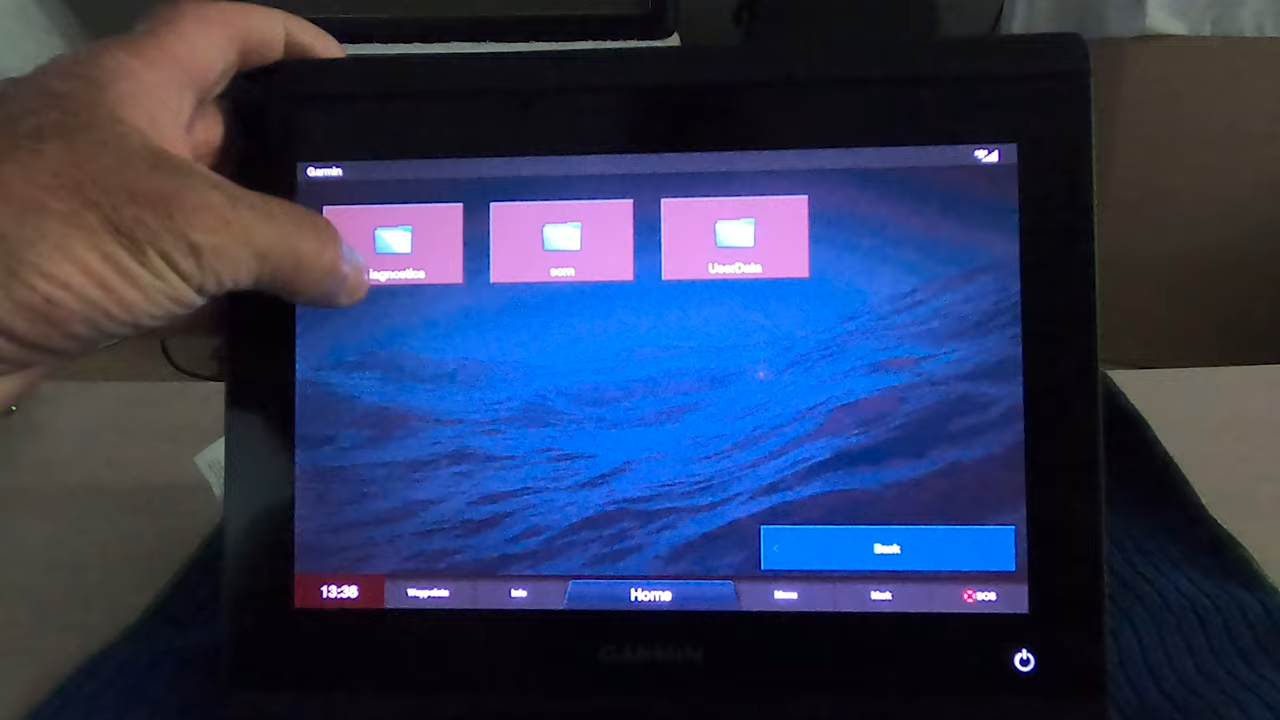 Garmin
iagnostics
scm
UserData
Back
13:38
Waypoints
Info
Home
Menu
Mark
SOS
GARMIN